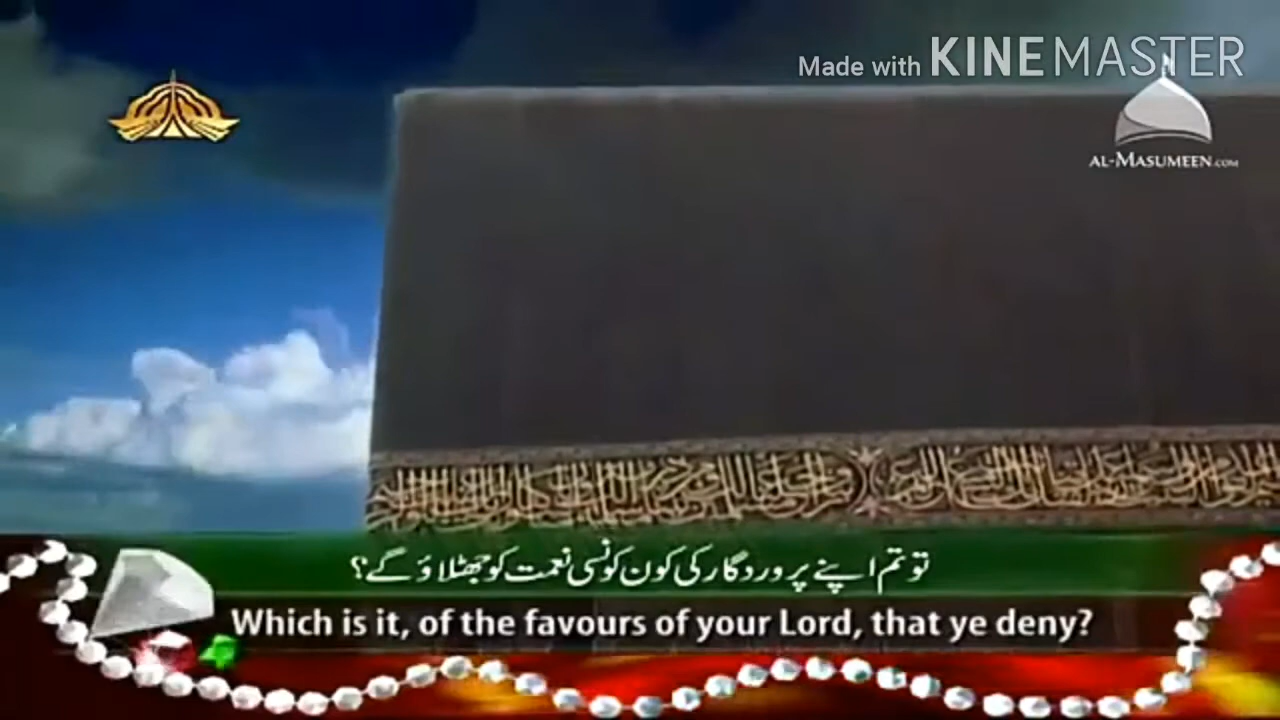 Made with KINEMASTER
AL-MASUMEEN.COM
تو تم اپنے پروردگار کی کون کونسی نعمت کو جھٹلاؤ گے؟
Which is it, of the favours of your Lord, that ye deny?